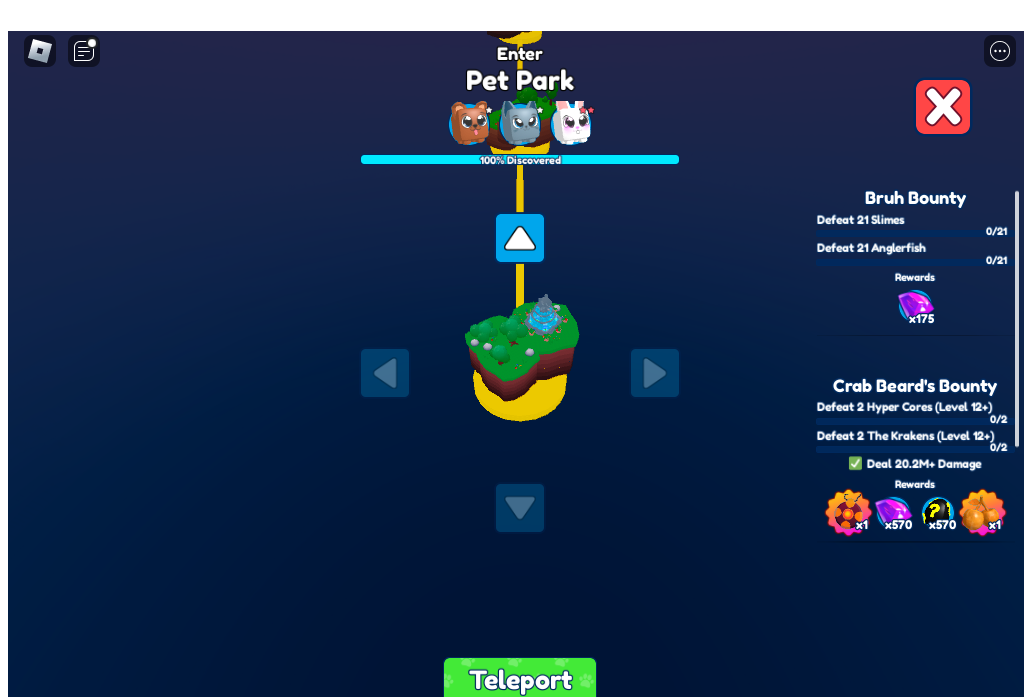 Enter
Pet Park
100% Discovered
Bruh Bounty
Defeat 21 Slimes
0/21
Defeat 21 Anglerfish
0/21
Rewards
x175
Crab Beard's Bounty
Defeat 2 Hyper Cores (Level 12+)
0/2
Defeat 2 The Krakens (Level 12+)
0/2
✅ Deal 20.2M+ Damage
Rewards
x1 x570 ? x570 x1
Teleport